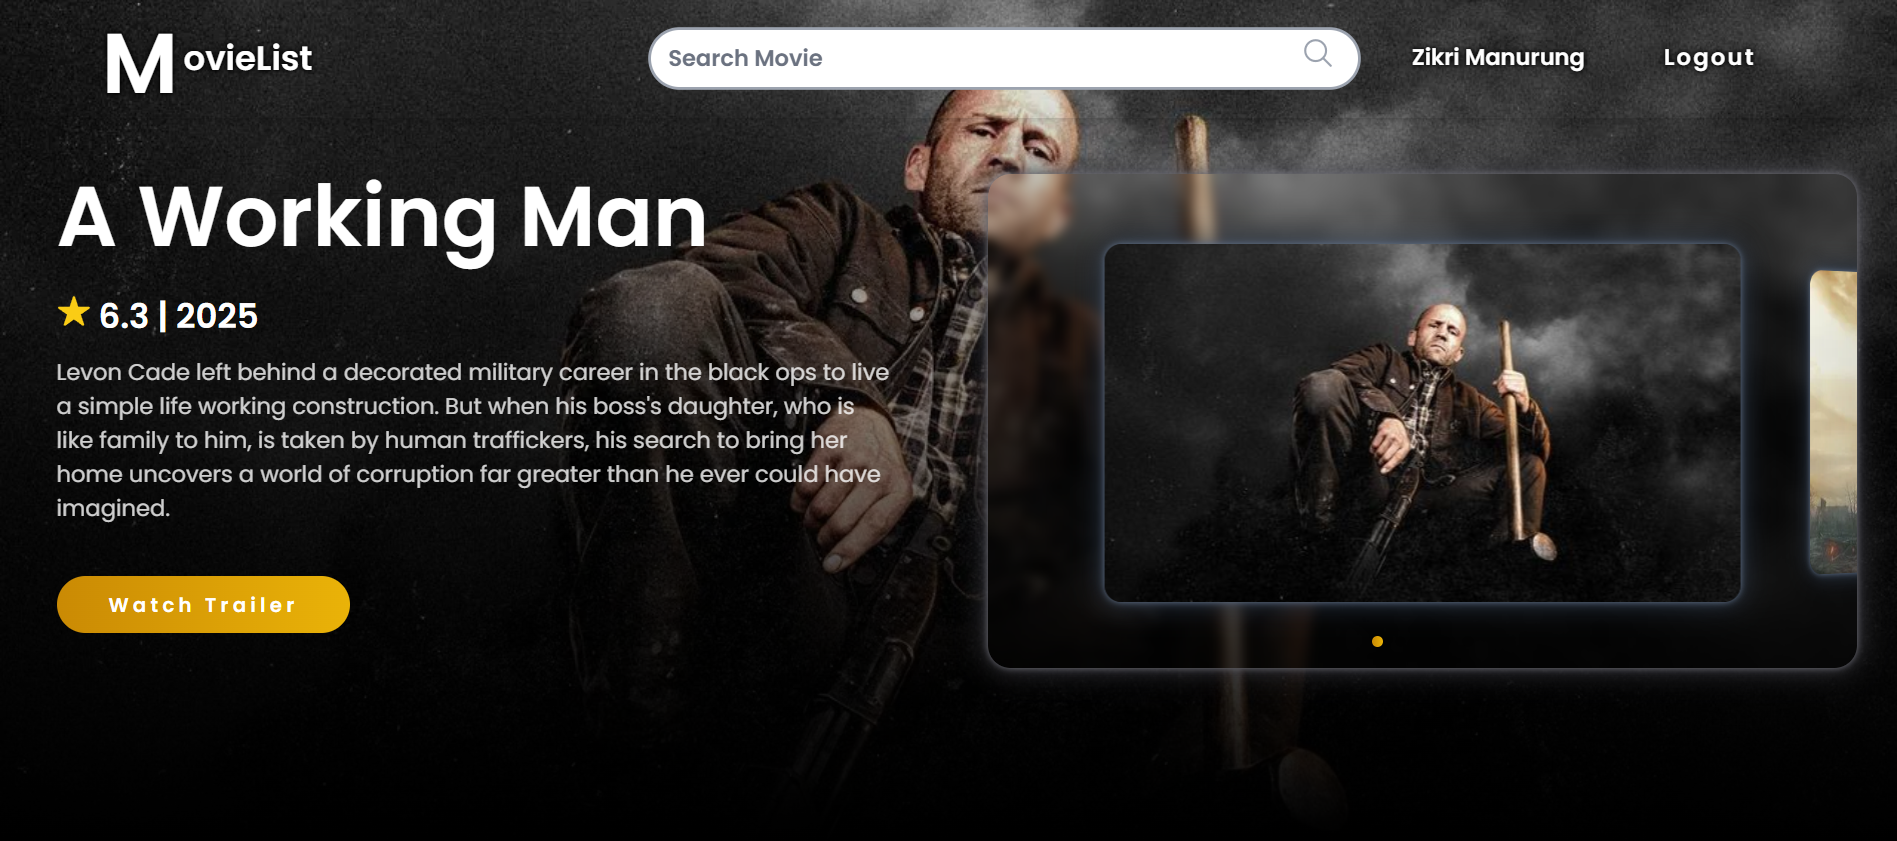 MovieList
Search Movie
Zikri Manurung
Logout
A Working Man
6.3 | 2025
Levon Cade left behind a decorated military career in the black ops to live
a simple life working construction. But when his boss's daughter, who is
like family to him, is taken by human traffickers, his search to bring her
home uncovers a world of corruption far greater than he ever could have
imagined.
Watch Trailer